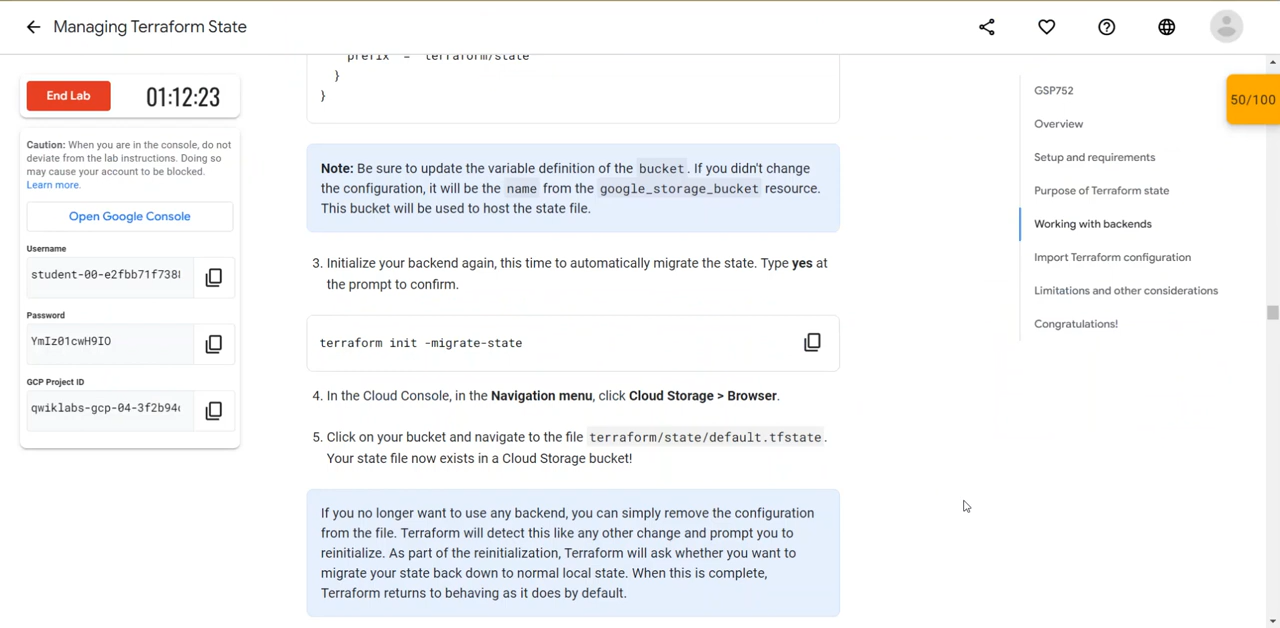 Managing Terraform State
End Lab
01:12:23
Caution: When you are in the console, do not
deviate from the lab instructions. Doing so
may cause your account to be blocked.
Learn more.
Open Google Console
Username
student-00-e2fbb71f738
Password
YmIz01cwH9IO
GCP Project ID
qwiklabs-gcp-04-3f2b94
prefix = "terraform/state"
}
}
Note: Be sure to update the variable definition of the bucket. If you didn't change
the configuration, it will be the name from the google_storage_bucket resource.
This bucket will be used to host the state file.
3. Initialize your backend again, this time to automatically migrate the state. Type yes at
the prompt to confirm.
terraform init -migrate-state
4. In the Cloud Console, in the Navigation menu, click Cloud Storage > Browser.
5. Click on your bucket and navigate to the file terraform/state/default.tfstate.
Your state file now exists in a Cloud Storage bucket!
If you no longer want to use any backend, you can simply remove the configuration
from the file. Terraform will detect this like any other change and prompt you to
reinitialize. As part of the reinitialization, Terraform will ask whether you want to
migrate your state back down to normal local state. When this is complete,
Terraform returns to behaving as it does by default.
GSP752
Overview
Setup and requirements
Purpose of Terraform state
Working with backends
Import Terraform configuration
Limitations and other considerations
Congratulations!
50/100